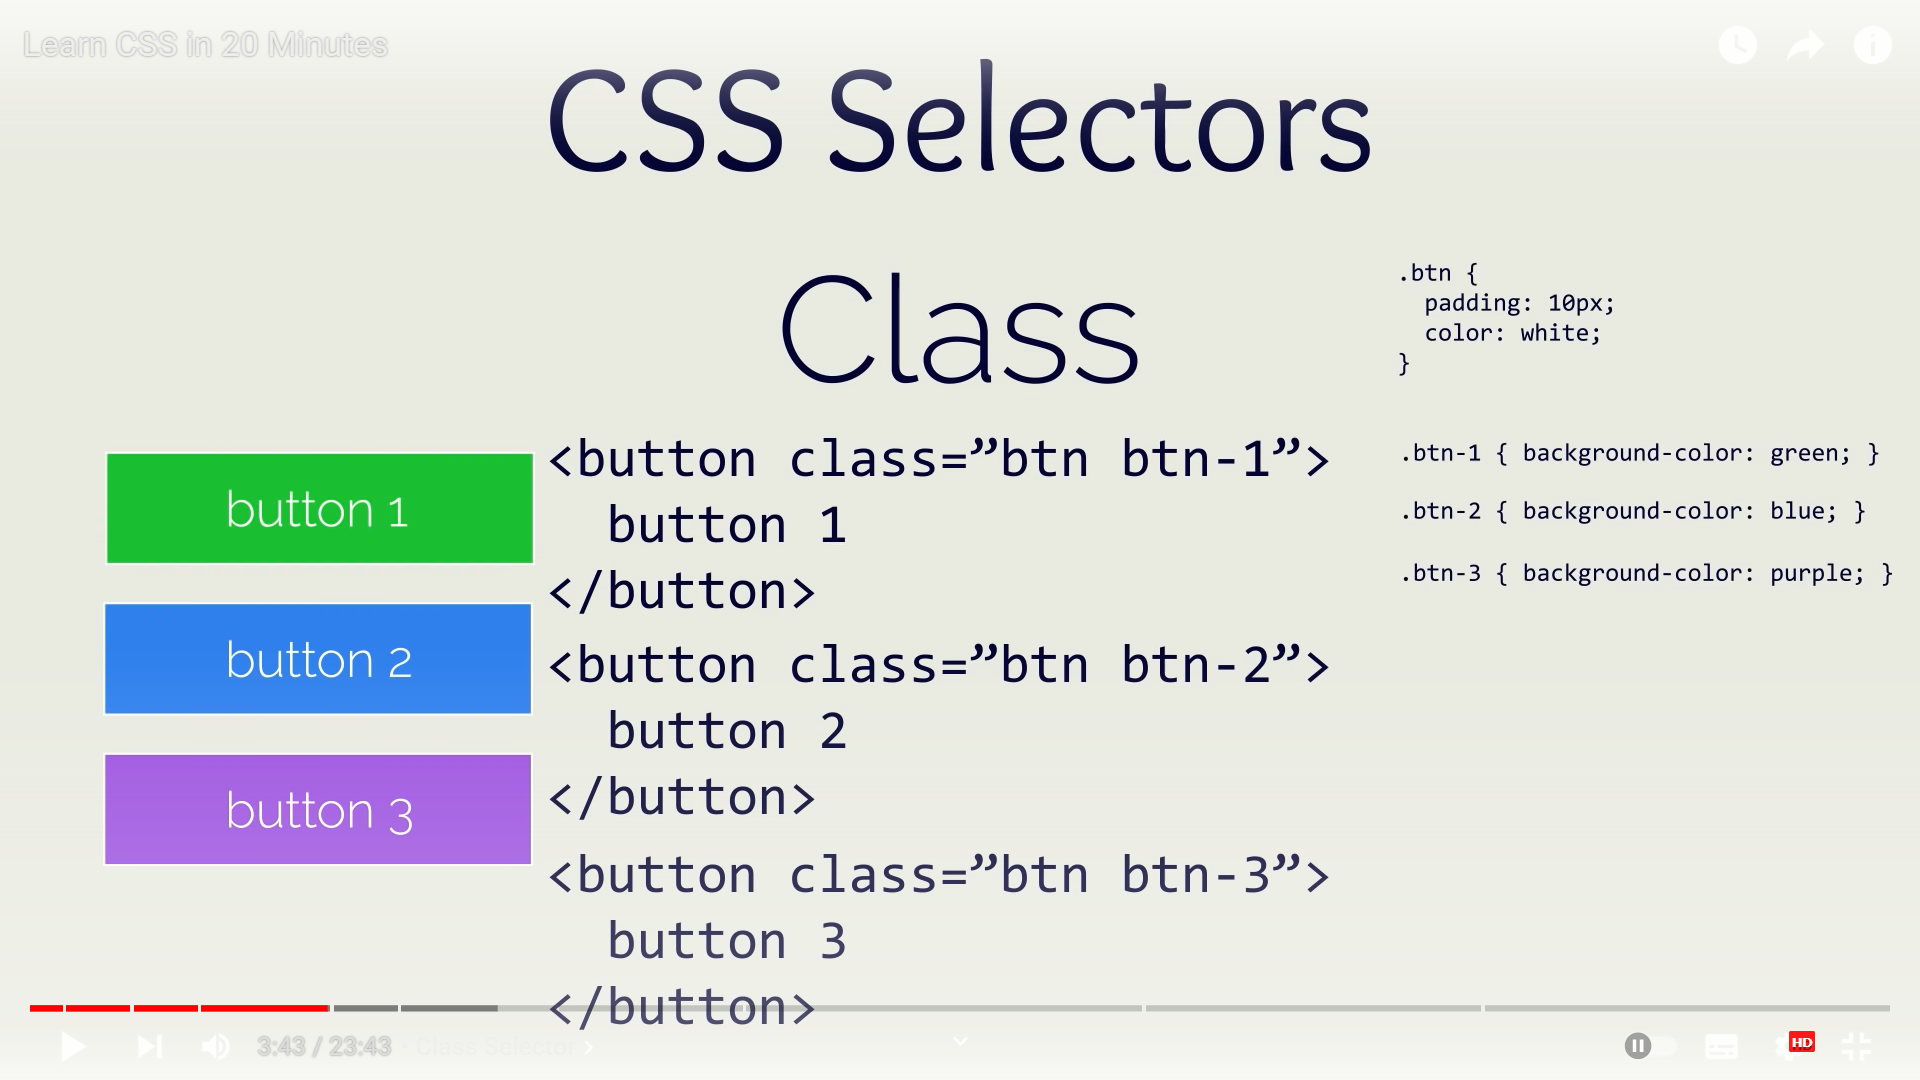 Learn CSS in 20 Minutes
CSS Selectors
Class
.btn {
  padding: 10px;
  color: white;
}
.btn-1 { background-color: green; }
.btn-2 { background-color: blue; }
.btn-3 { background-color: purple; }
button 1
button 2
button 3
<button class=”btn btn-1”>
  button 1
</button>
<button class=”btn btn-2”>
  button 2
</button>
<button class=”btn btn-3”>
  button 3
</button>
3:43 / 23:43 • Class Selector >
HD